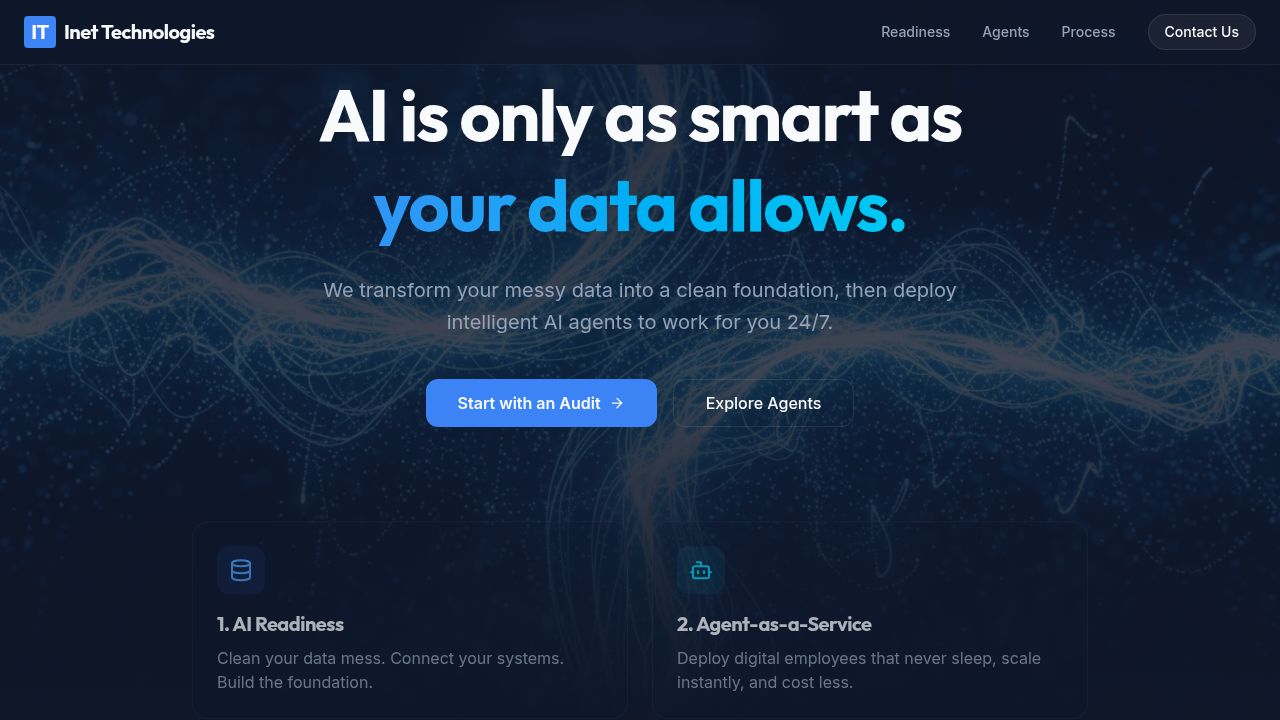 IT Inet Technologies
Readiness
Agents
Process
Contact Us
AI is only as smart as
your data allows.
We transform your messy data into a clean foundation, then deploy
intelligent AI agents to work for you 24/7.
Start with an Audit
Explore Agents
1. AI Readiness
Clean your data mess. Connect your systems.
Build the foundation.
2. Agent-as-a-Service
Deploy digital employees that never sleep, scale
instantly, and cost less.